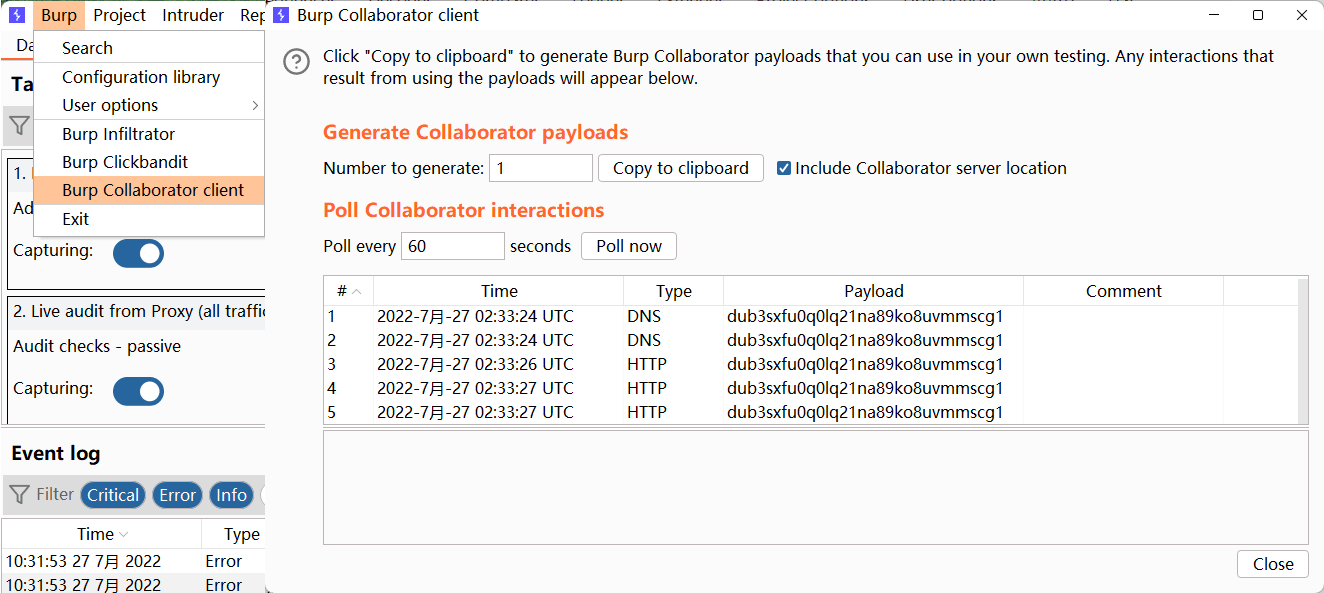 Burp Project Intruder Rep
Burp Collaborator client
Da
Search
Configuration library
User options
Burp Infiltrator
Burp Clickbandit
Burp Collaborator client
Exit
Ta
1.
Ad
Capturing:
2. Live audit from Proxy (all traffic
Audit checks - passive
Capturing:
Event log
Filter Critical Error Info
Time Type
10:31:53 27 7月 2022 Error
10:31:53 27 7月 2022 Error
Click "Copy to clipboard" to generate Burp Collaborator payloads that you can use in your own testing. Any interactions that
result from using the payloads will appear below.
Generate Collaborator payloads
Number to generate: 1 Copy to clipboard Include Collaborator server location
Poll Collaborator interactions
Poll every 60 seconds Poll now
# Time Type Payload Comment
1 2022-7月-27 02:33:24 UTC DNS dub3sxfu0q0lq21na89ko8uvmmscg1
2 2022-7月-27 02:33:24 UTC DNS dub3sxfu0q0lq21na89ko8uvmmscg1
3 2022-7月-27 02:33:26 UTC HTTP dub3sxfu0q0lq21na89ko8uvmmscg1
4 2022-7月-27 02:33:27 UTC HTTP dub3sxfu0q0lq21na89ko8uvmmscg1
5 2022-7月-27 02:33:27 UTC HTTP dub3sxfu0q0lq21na89ko8uvmmscg1
Close